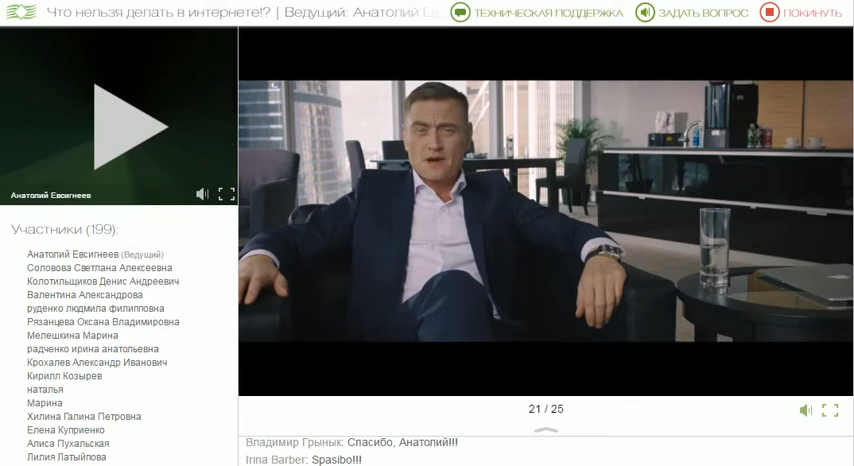 Что нельзя делать в интернете!? | Ведущий: Анатолий
ТЕХНИЧЕСКАЯ ПОДДЕРЖКА
ЗАДАТЬ ВОПРОС
ПОКИНУТЬ
Анатолий Евсигнеев
Участники (199):
Анатолий Евсигнеев (Ведущий)
Соловова Светлана Алексеевна
Колотильщиков Денис Андреевич
Валентина Александрова
руденко людмила филипповна
Рязанцева Оксана Владимировна
Мелешкина Марина
радченко ирина анатольевна
Крохалев Александр Иванович
Кирилл Козырев
наталья
Марина
Хилина Галина Петровна
Елена Куприенко
Алиса Пухальская
Лилия Латыйпова
21 / 25
Владимир Грынык: Спасибо, Анатолий!!!
Irina Barber: Spasibo!!!